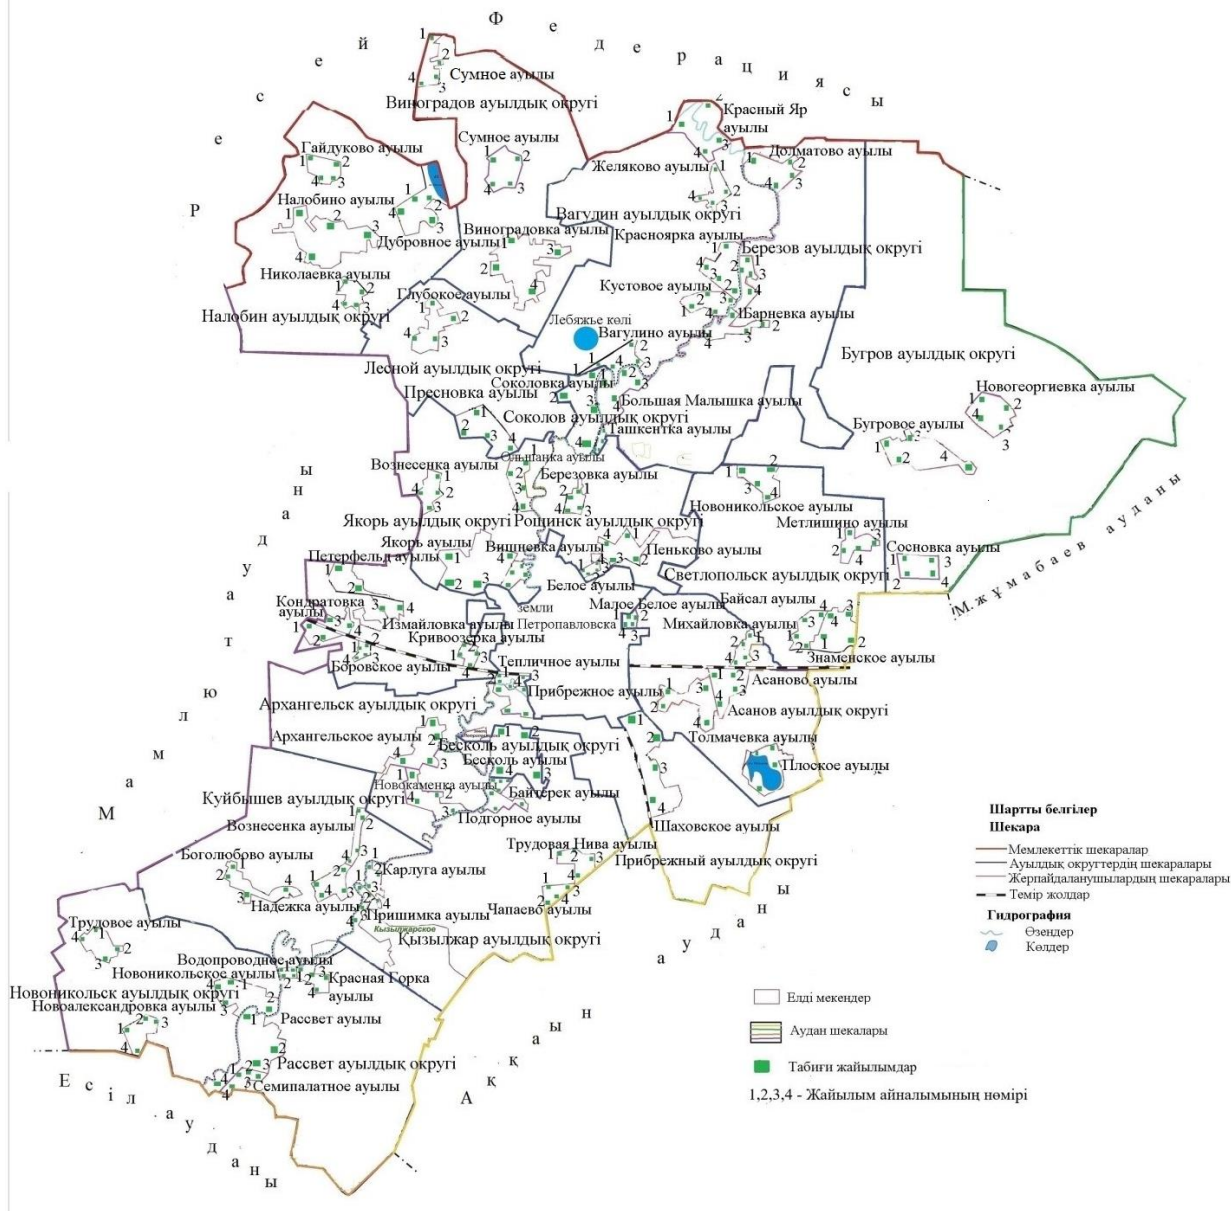 Ресей Федерациясы
Сумное ауылы
Виноградов ауылдық округі
Красный Яр
ауылы
Сумное ауылы
Гайдуково ауылы
Долматово ауылы
Желяково ауылы
Налобино ауылы
Вагулин ауылдық округі
Виноградовка ауылы
Красноярка ауылы
Дубровное ауылы
Березов ауылдық округі
Николаевка ауылы
Кустовое ауылы
Глубокое ауылы
Налобин ауылдық округі
Барневка ауылы
Лебяжье көлі
Вагулино ауылы
Бугров ауылдық округі
Лесной ауылдық округі
Соколовка ауылы
Новогеоргиевка ауылы
Пресновка ауылы
Большая Малышка ауылы
Соколов ауылдық округі
Бугровое ауылы
Ташкентка ауылы
Ольшанка ауылы
Вознесенка ауылы
Березовка ауылы
Новоникольское ауылы
Якорь ауылдық округі
Рощинск ауылдық округі
Метлишино ауылы
Якорь ауылы
Вишневка ауылы
Пеньково ауылы
Сосновка ауылы
Петерфельд ауылы
Светлопольск ауылдық округі
Белое ауылы
М.жұмабаев ауданы
Кондратовка
ауылы
земли
Петропавловска
Малое Белое ауылы
Байсал ауылы
Измайловка ауылы
Михайловка ауылы
Кривоозерка ауылы
Знаменское ауылы
Боровское ауылы
Тепличное ауылы
Асаново ауылы
Прибрежное ауылы
Архангельск ауылдық округі
Асанов ауылдық округі
Архангельское ауылы
Толмачевка ауылы
Бесколь ауылдық округі
Бесколь ауылы
Плоское ауылы
Новокаменка ауылы
Байтерек ауылы
Куйбышев ауылдық округі
Подгорное ауылы
Вознесенка ауылы
Шаховское ауылы
Трудовая Нива ауылы
Боголюбово ауылы
Прибрежный ауылдық округі
Карлуга ауылы
Надежка ауылы
Пришимка ауылы
Чапаево ауылы
Трудовое ауылы
Кызылжарское
Қызылжар ауылдық округі
Водопроводное ауылы
Новоникольское ауылы
Красная Горка
ауылы
Новоникольск ауылдық округі
Новоалександровка ауылы
Рассвет ауылы
Рассвет ауылдық округі
Семипалатное ауылы
Мамлют ауданы
Есіл ауданы
Аққайын ауданы
Шартты белгілер
Шекара
Мемлекеттік шекаралар
Ауылдық округтердің шекаралары
Жерпайдаланушылардың шекаралары
Темір жолдар
Гидрография
Өзендер
Көлдер
Елді мекендер
Аудан шекалары
Табиғи жайылымдар
1,2,3,4 - Жайылым айналымының нөмірі